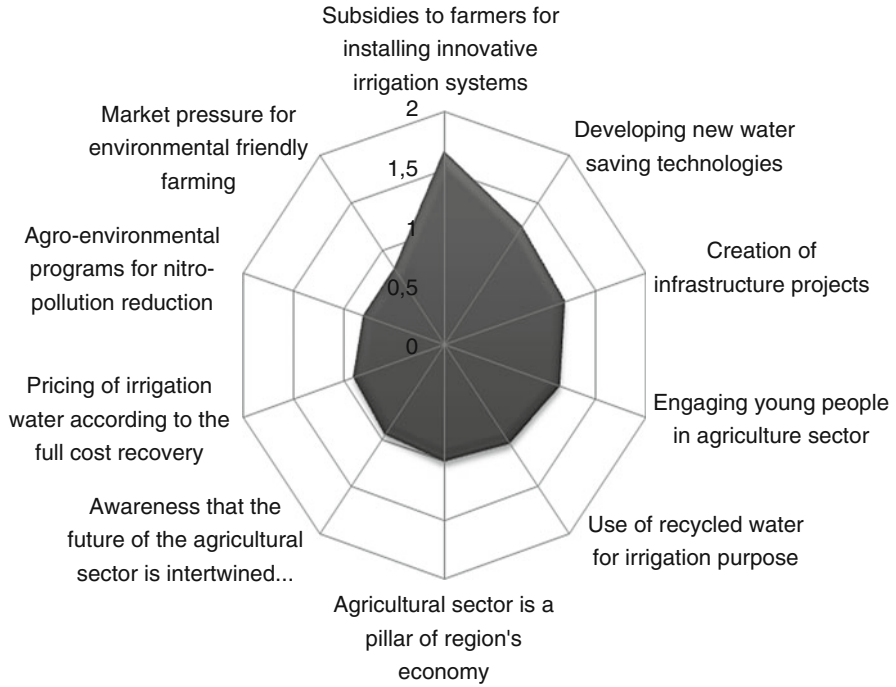 Subsidies to farmers for
installing innovative
irrigation systems
Developing new water
saving technologies
Creation of
infrastructure projects
Engaging young people
in agriculture sector
Use of recycled water
for irrigation purpose
Agricultural sector is a
pillar of region's
economy
Awareness that the
future of the agricultural
sector is intertwined...
Pricing of irrigation
water according to the
full cost recovery
Agro-environmental
programs for nitro-
pollution reduction
Market pressure for
environmental friendly
farming
2
1,5
1
0,5
0